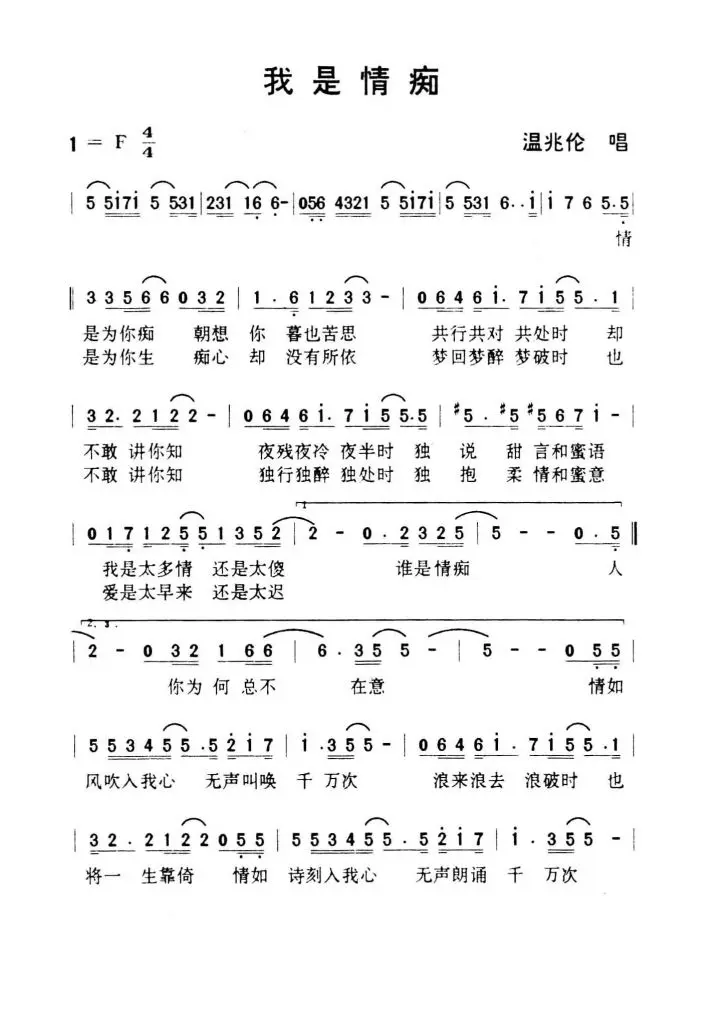 我是情痴
1 = F 4/4 温兆伦 唱
| 5 5i7i 5 531 | 231 16 6 - | 056 4321 5 5i7i | 5 531 6 · · i | i 7 6 5 · 5 |
情
‖ 3 3 5 6 6 0 3 2 | 1 · 6 1 2 3 3 - | 0 6 4 6 i · 7 i 5 5 · 1 |
是为你痴 朝想 你 暮也苦思 共行共对 共处时 却
是为你生 痴心 却 没有所依 梦回梦醉 梦破时 也
| 3 2 · 2 1 2 2 - | 0 6 4 6 i · 7 i 5 5 · 5 | #5 · #5 #5 6 7 i - |
不敢 讲你知 夜残夜冷 夜半时 独 说 甜 言和蜜语
不敢 讲你知 独行独醉 独处时 独 抱 柔 情和蜜意
1
| 0 1 7 1 2 5 5 1 3 5 2 | 2 - 0 · 2 3 2 5 | 5 - - 0 · 5 ‖
我是太多情 还是太傻 谁是情痴 人
爱是太早来 还是太迟
2. 3.
| 2 - 0 3 2 1 6 6 | 6 · 3 5 5 - | 5 - - 0 5 5 |
你为 何 总不 在意 情如
| 5 5 3 4 5 5 · 5 2 i 7 | i · 3 5 5 - | 0 6 4 6 i · 7 i 5 5 · 1 |
风吹入我心 无声叫唤 千 万次 浪来浪去 浪破时 也
| 3 2 · 2 1 2 2 0 5 5 | 5 5 3 4 5 5 · 5 2 i 7 | i · 3 5 5 - |
将一 生靠倚 情如 诗刻入我心 无声朗诵 千 万次